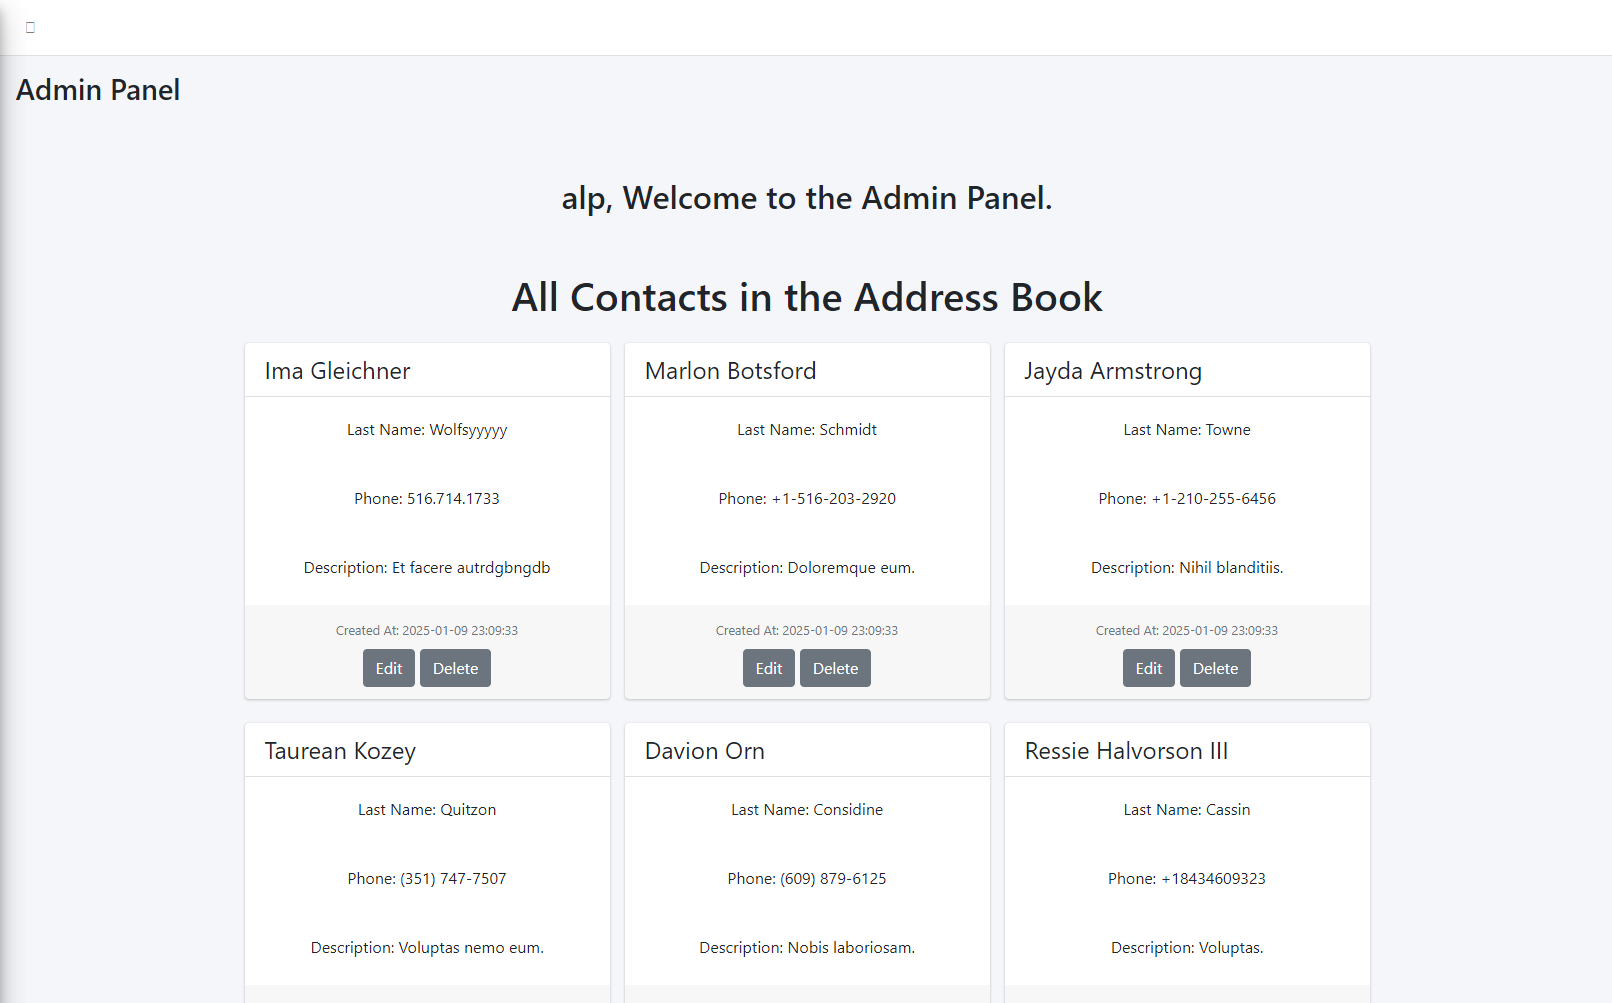 Admin Panel
alp, Welcome to the Admin Panel.
All Contacts in the Address Book
Ima Gleichner
Last Name: Wolfsyyyyy
Phone: 516.714.1733
Description: Et facere autrdgbngdb
Created At: 2025-01-09 23:09:33
Edit Delete
Marlon Botsford
Last Name: Schmidt
Phone: +1-516-203-2920
Description: Doloremque eum.
Created At: 2025-01-09 23:09:33
Edit Delete
Jayda Armstrong
Last Name: Towne
Phone: +1-210-255-6456
Description: Nihil blanditiis.
Created At: 2025-01-09 23:09:33
Edit Delete
Taurean Kozey
Last Name: Quitzon
Phone: (351) 747-7507
Description: Voluptas nemo eum.
Davion Orn
Last Name: Considine
Phone: (609) 879-6125
Description: Nobis laboriosam.
Ressie Halvorson III
Last Name: Cassin
Phone: +18434609323
Description: Voluptas.